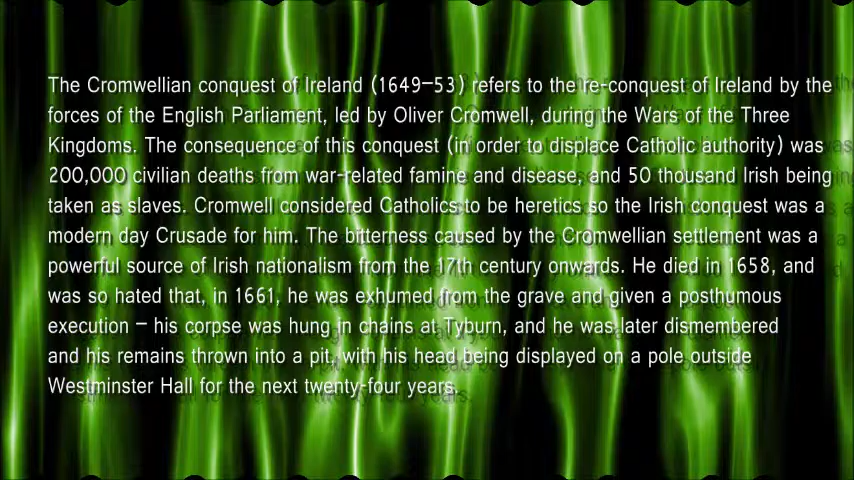 The Cromwellian conquest of Ireland (1649–53) refers to the re-conquest of Ireland by the
forces of the English Parliament, led by Oliver Cromwell, during the Wars of the Three
Kingdoms. The consequence of this conquest (in order to displace Catholic authority) was
200,000 civilian deaths from war-related famine and disease, and 50 thousand Irish being
taken as slaves. Cromwell considered Catholics to be heretics so the Irish conquest was a
modern day Crusade for him. The bitterness caused by the Cromwellian settlement was a
powerful source of Irish nationalism from the 17th century onwards. He died in 1658, and
was so hated that, in 1661, he was exhumed from the grave and given a posthumous
execution – his corpse was hung in chains at Tyburn, and he was later dismembered
and his remains thrown into a pit, with his head being displayed on a pole outside
Westminster Hall for the next twenty-four years.